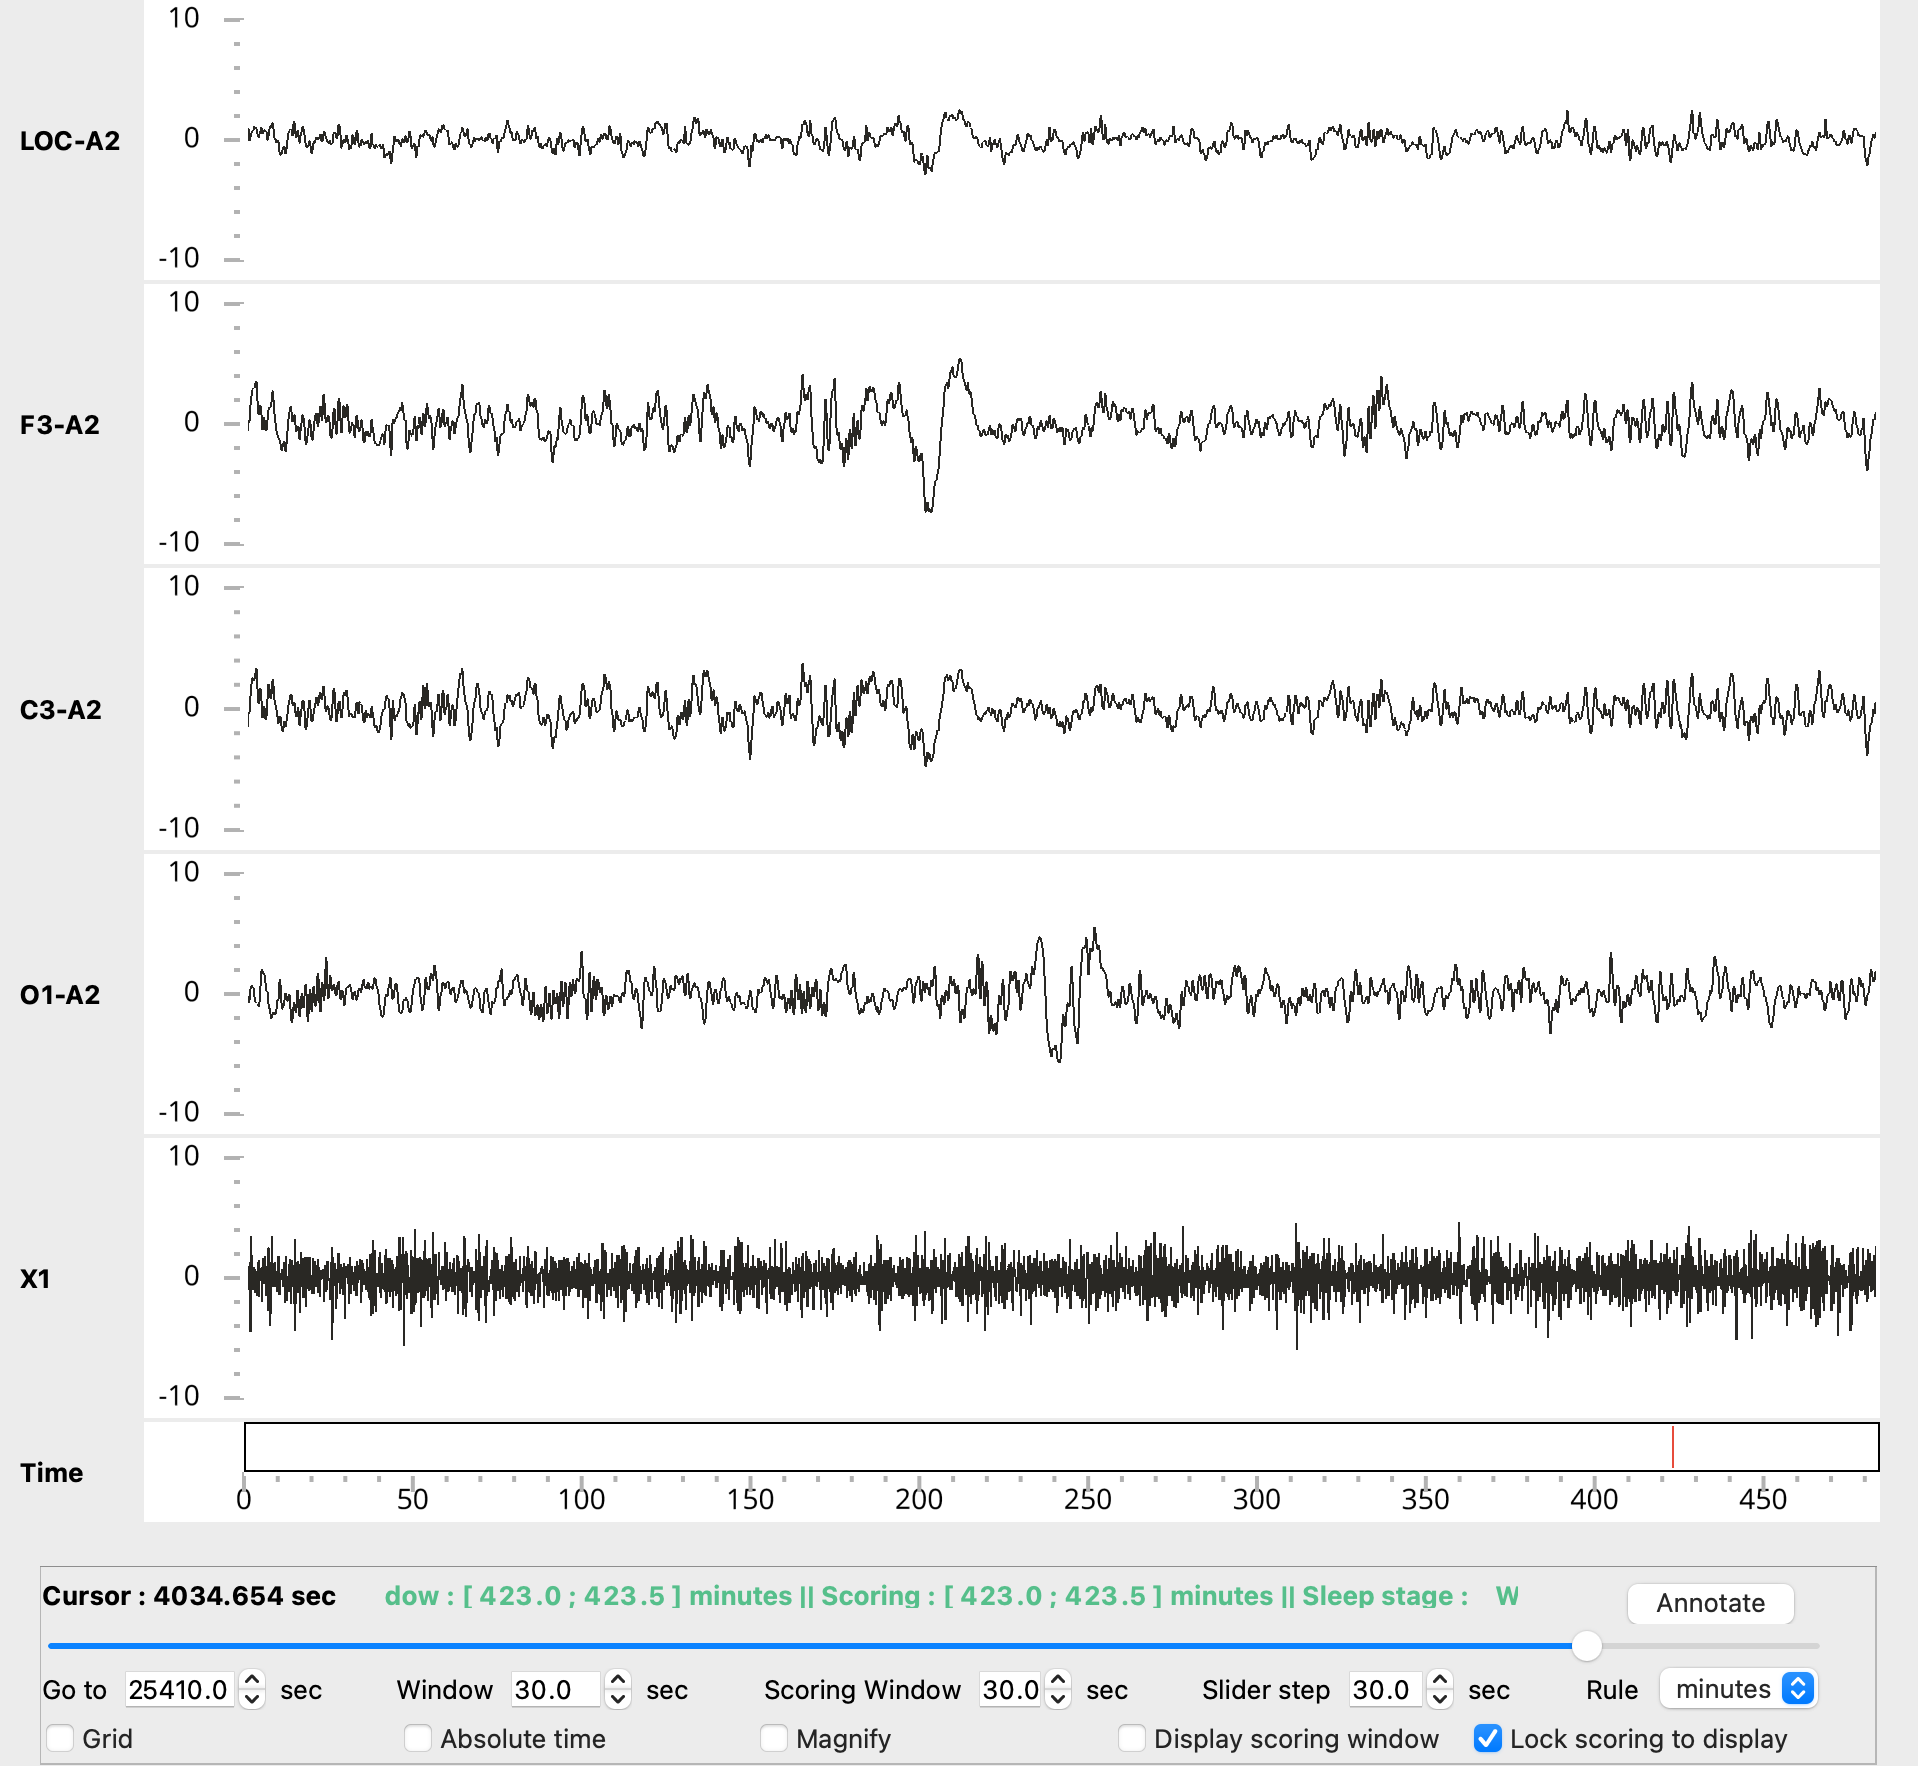 10
LOC-A2 0
-10
10
F3-A2 0
-10
10
C3-A2 0
-10
10
O1-A2 0
-10
10
X1 0
-10
Time
0 50 100 150 200 250 300 350 400 450
Cursor : 4034.654 sec dow : [ 423.0 ; 423.5 ] minutes || Scoring : [ 423.0 ; 423.5 ] minutes || Sleep stage : W Annotate
Go to 25410.0 sec Window 30.0 sec Scoring Window 30.0 sec Slider step 30.0 sec Rule minutes
Grid Absolute time Magnify Display scoring window Lock scoring to display